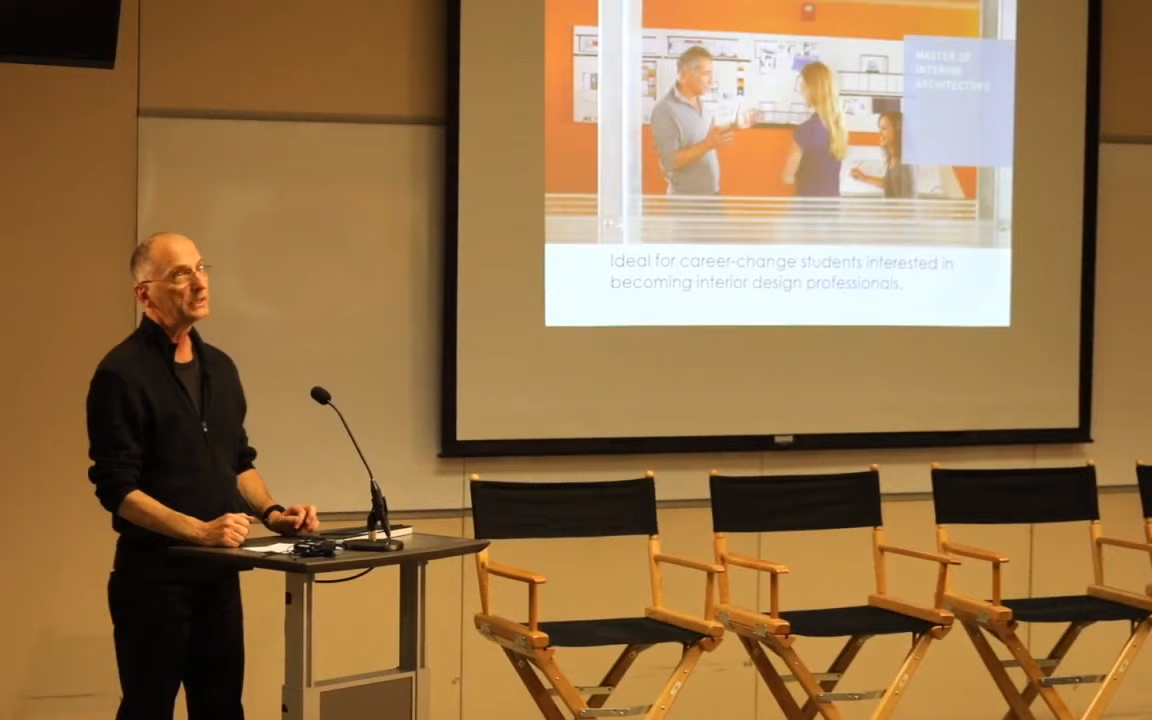 MASTER OF
INTERIOR
ARCHITECTURE
Ideal for career-change students interested in
becoming interior design professionals.